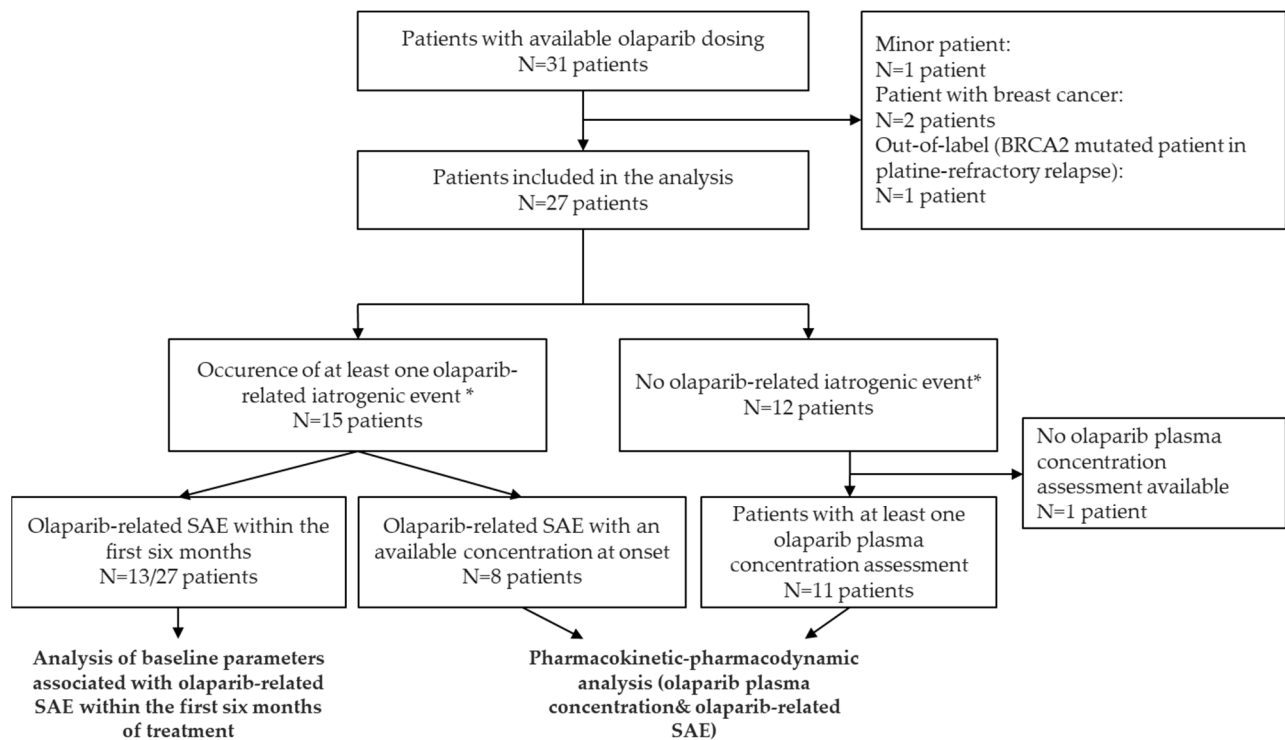 Patients with available olaparib dosing
N=31 patients
Minor patient:
N=1 patient
Patient with breast cancer:
N=2 patients
Out-of-label (BRCA2 mutated patient in
platine-refractory relapse):
N=1 patient
Patients included in the analysis
N=27 patients
Occurence of at least one olaparib-
related iatrogenic event *
N=15 patients
No olaparib-related iatrogenic event*
N=12 patients
No olaparib plasma
concentration
assessment available
N=1 patient
Olaparib-related SAE within the
first six months
N=13/27 patients
Olaparib-related SAE with an
available concentration at onset
N=8 patients
Patients with at least one
olaparib plasma
concentration assessment
N=11 patients
Analysis of baseline parameters
associated with olaparib-related
SAE within the first six months
of treatment
Pharmacokinetic-pharmacodynamic
analysis (olaparib plasma
concentration& olaparib-related
SAE)